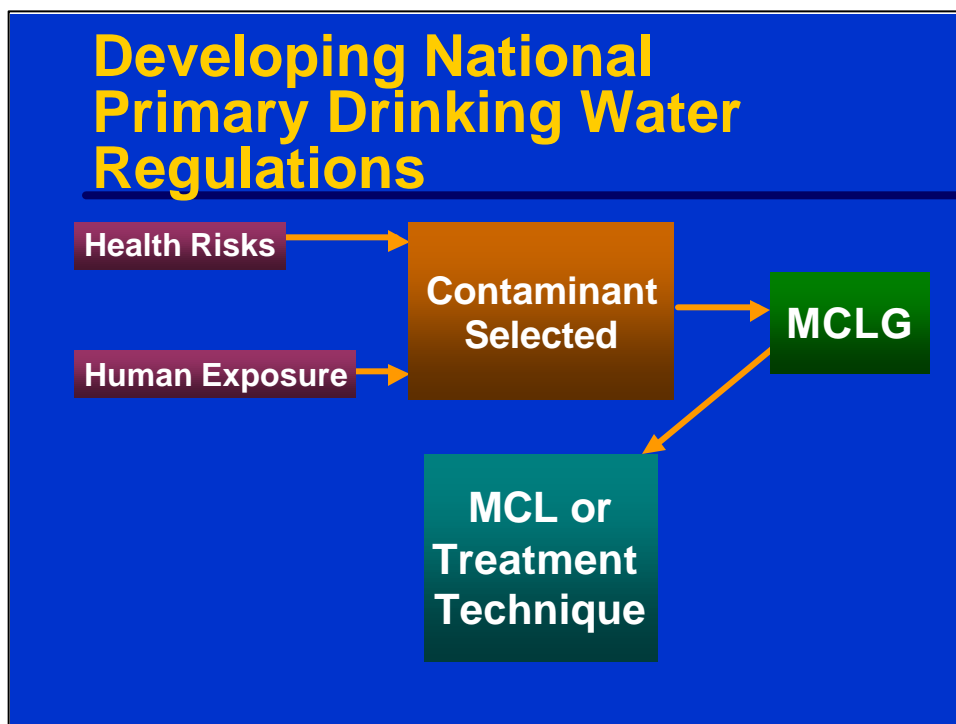 Developing National
Primary Drinking Water
Regulations
Health Risks
Contaminant
Selected
MCLG
Human Exposure
MCL or
Treatment
Technique